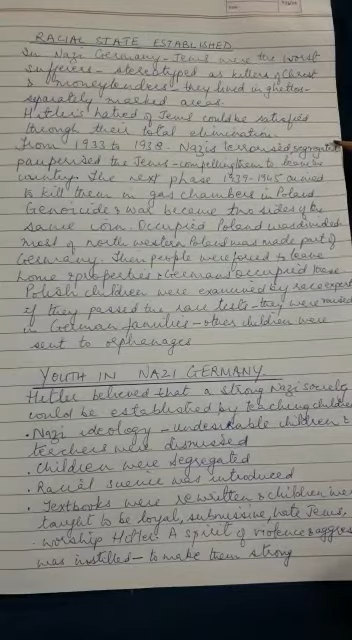 RACIAL STATE ESTABLISHED
In Nazi Germany - Jews were the worst
sufferers - stereotyped as killers of Christ
& moneylenders - they lived in ghettos -
separately marked areas.
Hitler's hatred of Jews could be satisfied
through their total elimination.
From 1933 to 1938 - Nazis terrorised segregated
pauperised the Jews - compelling them to leave the
country. The next phase 1939-1945 aimed
to kill them in gas chambers in Poland
Genocide & war became two sides of the
same coin. Occupied Poland was divided
most of north western Poland was made part of
Germany. Then people were forced to leave
home & properties & Germans occupied
Polish children were examined by race expert
if they passed the race tests - they were raised
in German families - other children were
sent to orphanages
YOUTH IN NAZI GERMANY
Hitler believed that a strong Nazi society
could be established by teaching children
• Nazi ideology - undesirable children &
teachers were dismissed
• Children were segregated
• Racial science was introduced
• Textbooks were rewritten & children were
taught to be loyal, submissive, hate Jews,
• worship Hitler. A spirit of violence & aggres
was instilled - to make them strong